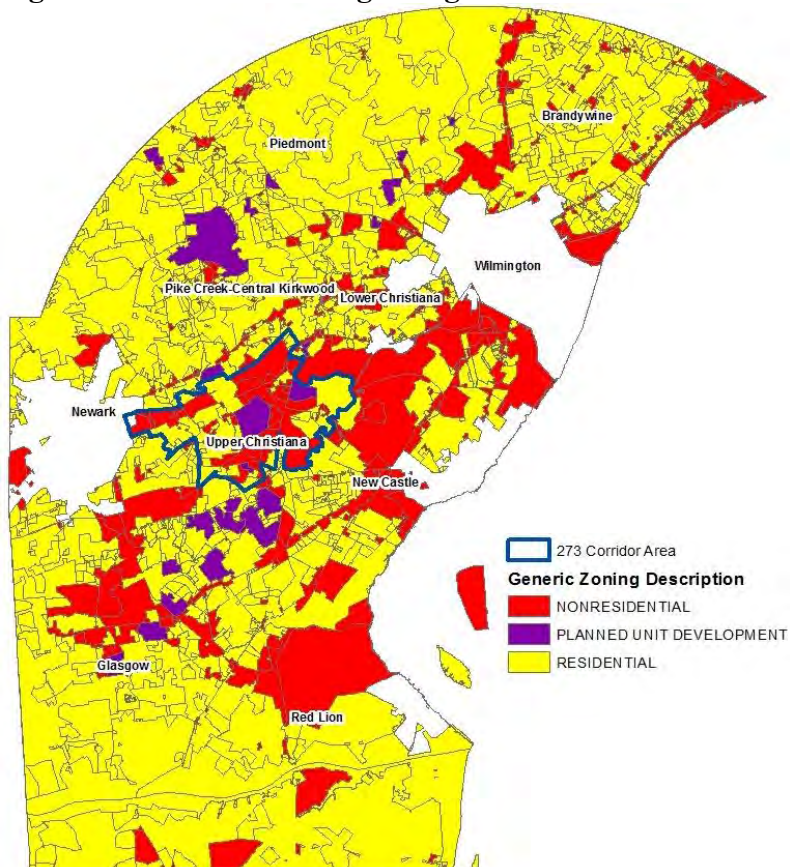 Brandywine
Piedmont
Wilmington
Pike Creek-Central Kirkwood
Lower Christiana
Newark
Upper Christiana
New Castle
273 Corridor Area
Generic Zoning Description
NONRESIDENTIAL
PLANNED UNIT DEVELOPMENT
RESIDENTIAL
Glasgow
Red Lion